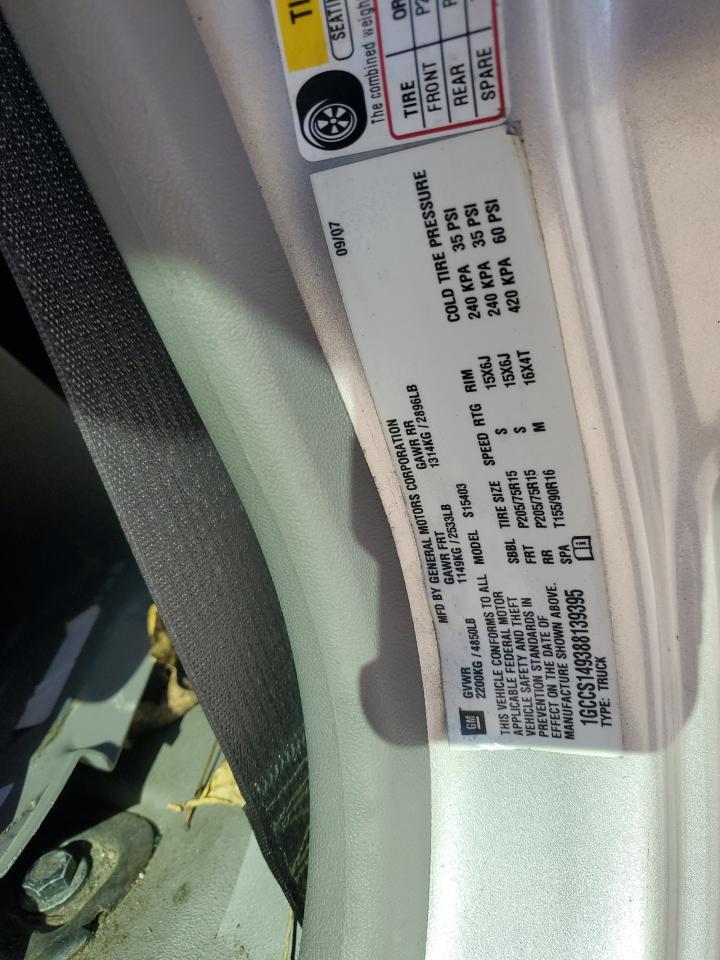 TI
SEATI
The combined weigh
TIRE OR
FRONT P2
REAR P
SPARE
09/07
MFD BY GENERAL MOTORS CORPORATION
GM GVWR GAWR FRT GAWR RR
2200KG / 4850LB 1149KG / 2533LB 1314KG / 2896LB
THIS VEHICLE CONFORMS TO ALL
APPLICABLE FEDERAL MOTOR
VEHICLE SAFETY AND THEFT
PREVENTION STANDARDS IN
EFFECT ON THE DATE OF
MANUFACTURE SHOWN ABOVE.
1GCCS149388139395
TYPE: TRUCK
MODEL S15403
SBBL TIRE SIZE SPEED RTG RIM COLD TIRE PRESSURE
FRT P205/75R15 S 15X6J 240 KPA 35 PSI
RR P205/75R15 S 15X6J 240 KPA 35 PSI
SPA T155/90R16 M 16X4T 420 KPA 60 PSI